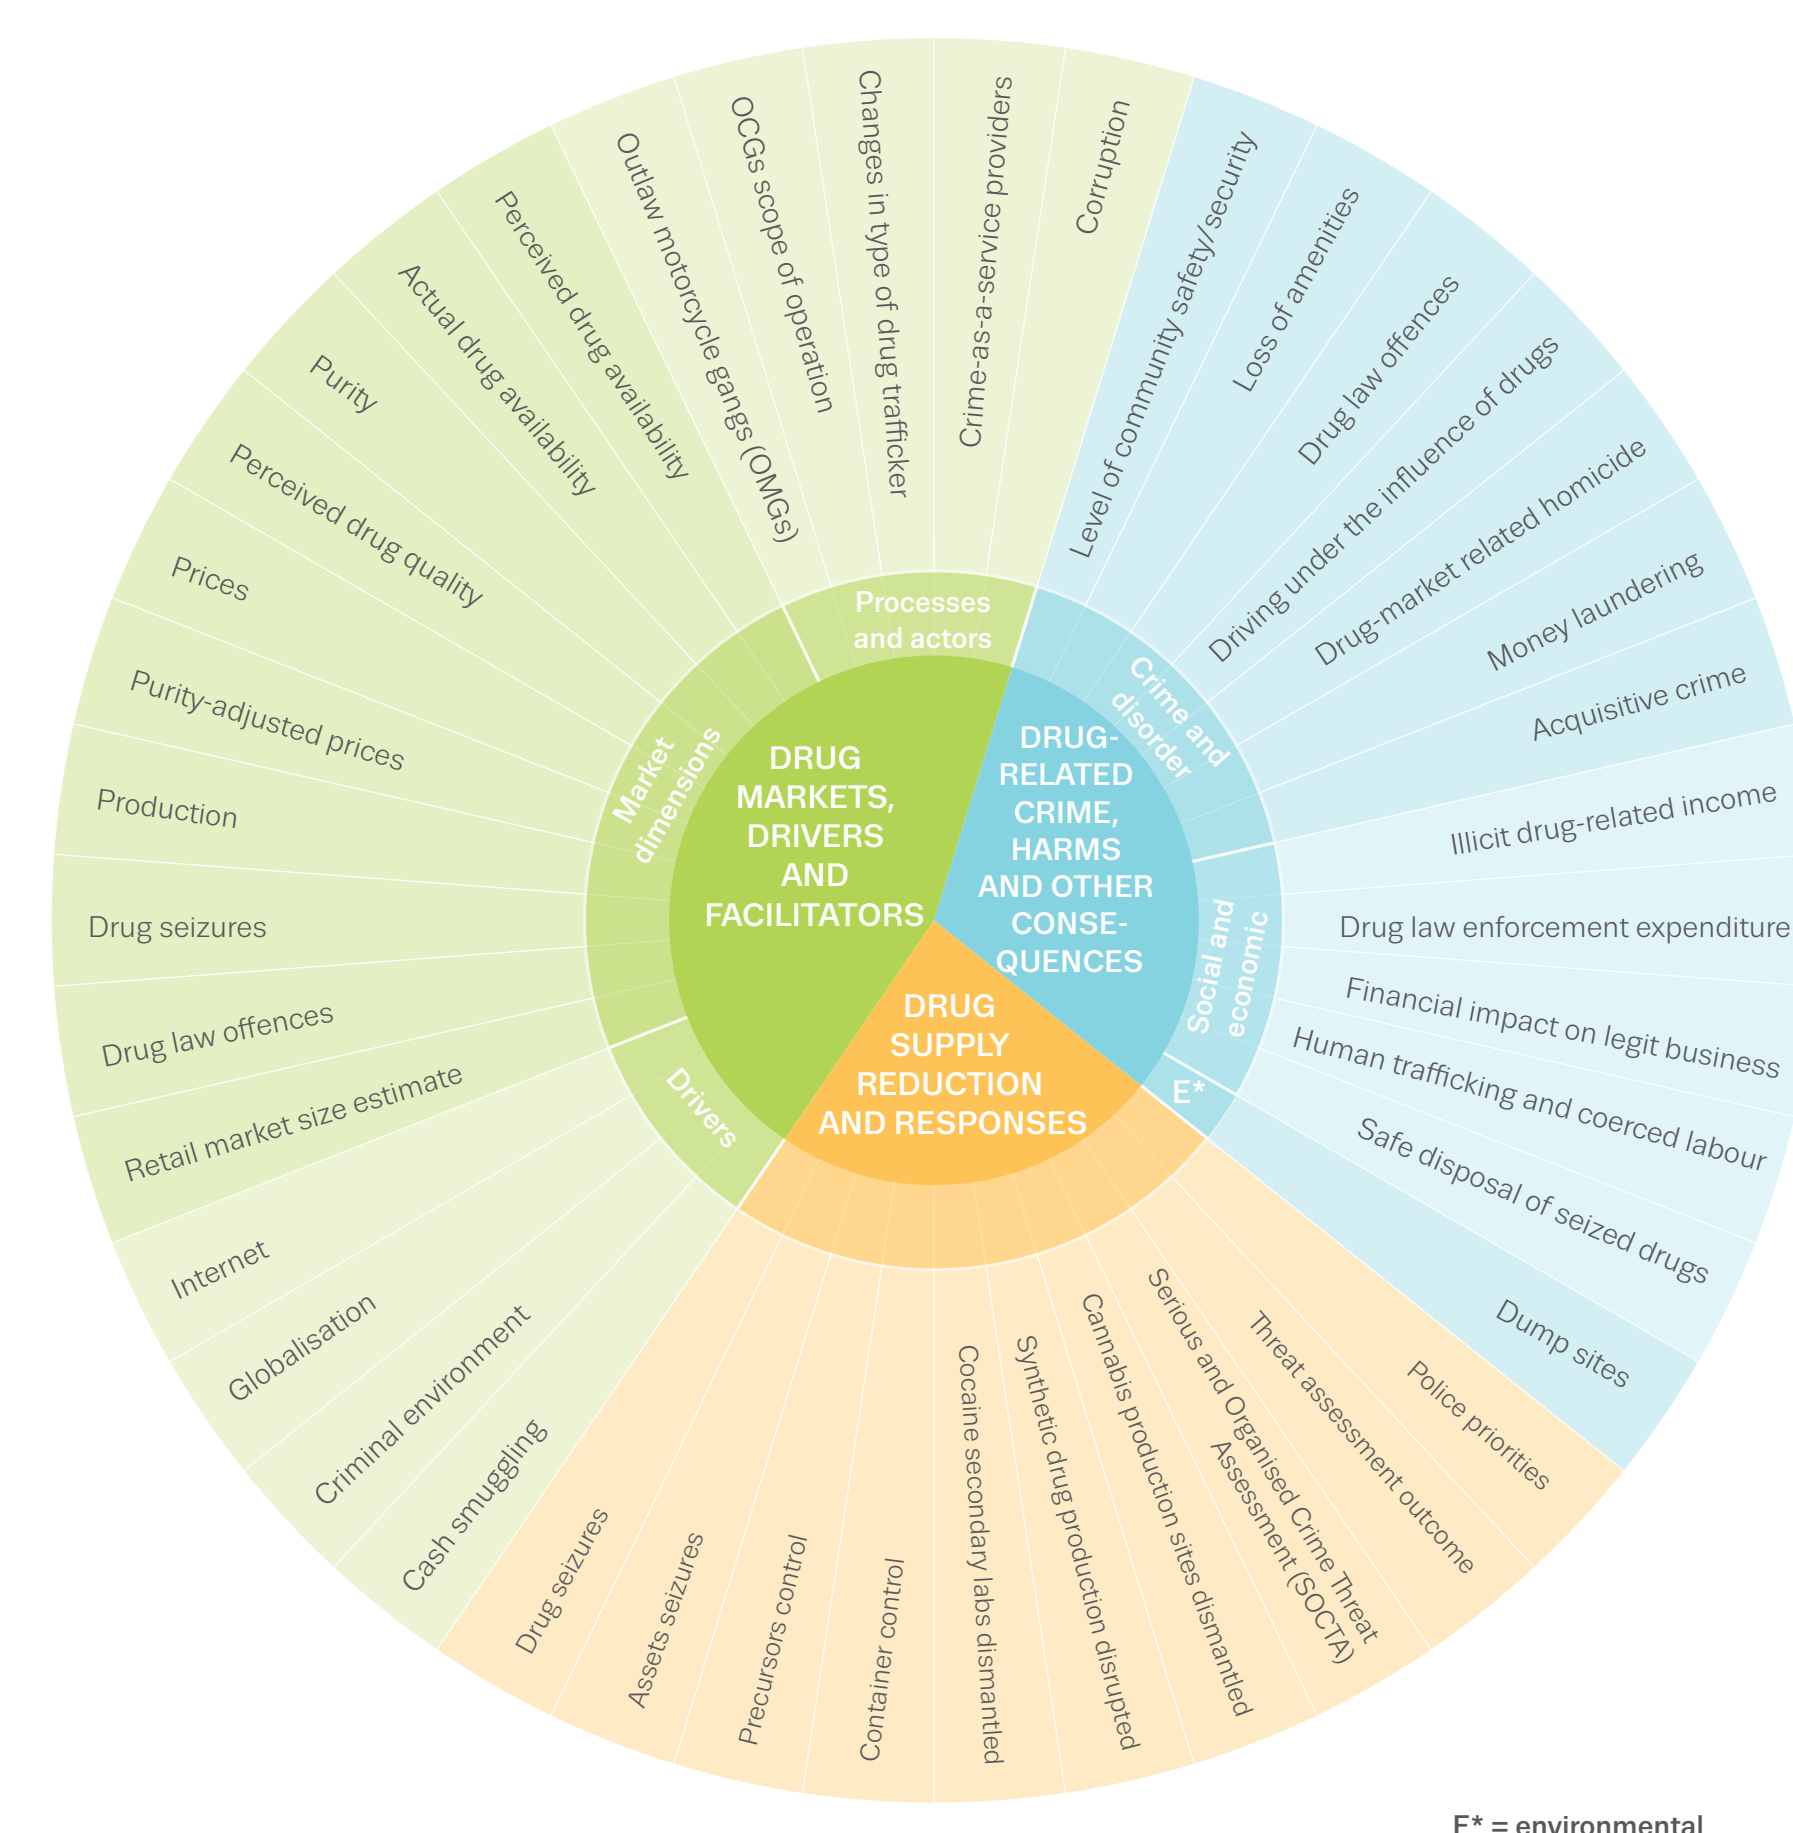 DRUG
MARKETS,
DRIVERS
AND
FACILITATORS
Processes
and actors
Outlaw motorcycle gangs (OMGs)
OCGs scope of operation
Changes in type of drug trafficker
Crime-as-a-service providers
Corruption
Market
dimensions
Perceived drug availability
Actual drug availability
Purity
Perceived drug quality
Prices
Purity-adjusted prices
Production
Drug seizures
Drug law offences
Retail market size estimate
Drivers
Internet
Globalisation
Criminal environment
Cash smuggling
DRUG-
RELATED
CRIME,
HARMS
AND OTHER
CONSE-
QUENCES
Crime and
disorder
Level of community safety/security
Loss of amenities
Drug law offences
Driving under the influence of drugs
Drug-market related homicide
Money laundering
Acquisitive crime
Social and
economic
Illicit drug-related income
Drug law enforcement expenditure
Financial impact on legit business
Human trafficking and coerced labour
Safe disposal of seized drugs
E*
Dump sites
DRUG
SUPPLY
REDUCTION
AND RESPONSES
Police priorities
Threat assessment outcome
Serious and Organised Crime Threat
Assessment (SOCTA)
Cannabis production sites dismantled
Synthetic drug production disrupted
Cocaine secondary labs dismantled
Container control
Precursors control
Assets seizures
Drug seizures
E* = environmental